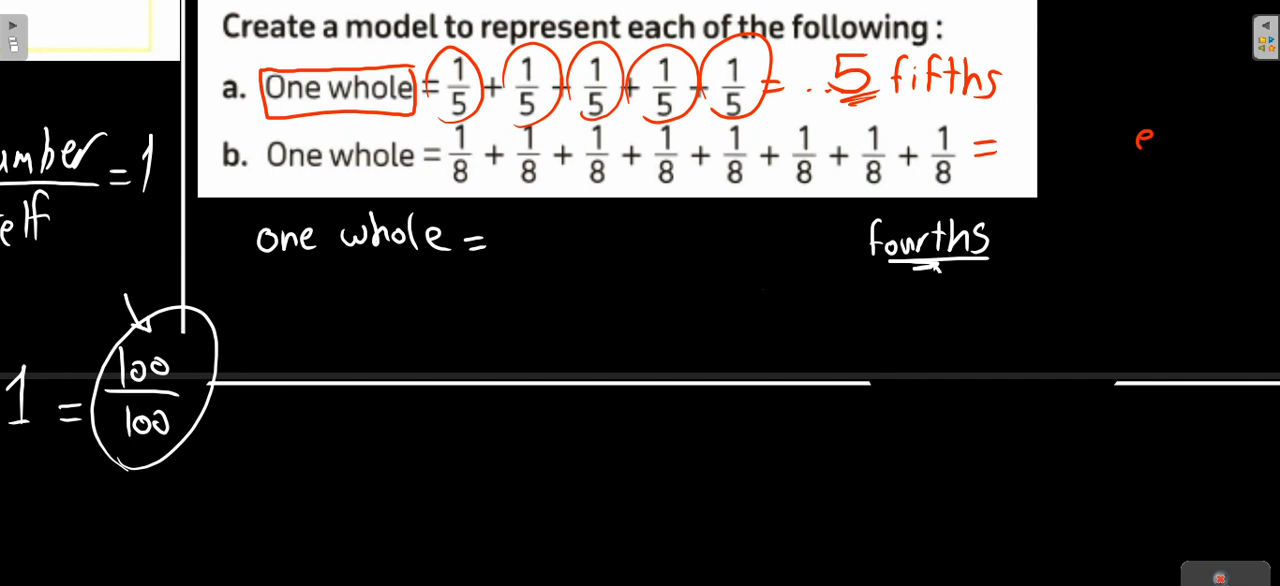 Create a model to represent each of the following :
a. One whole = 1/5 + 1/5 + 1/5 + 1/5 + 1/5 = ... 5 fifths
b. One whole = 1/8 + 1/8 + 1/8 + 1/8 + 1/8 + 1/8 + 1/8 + 1/8 =
e
umber/elf = 1
one whole = fourths
1 = 100/100